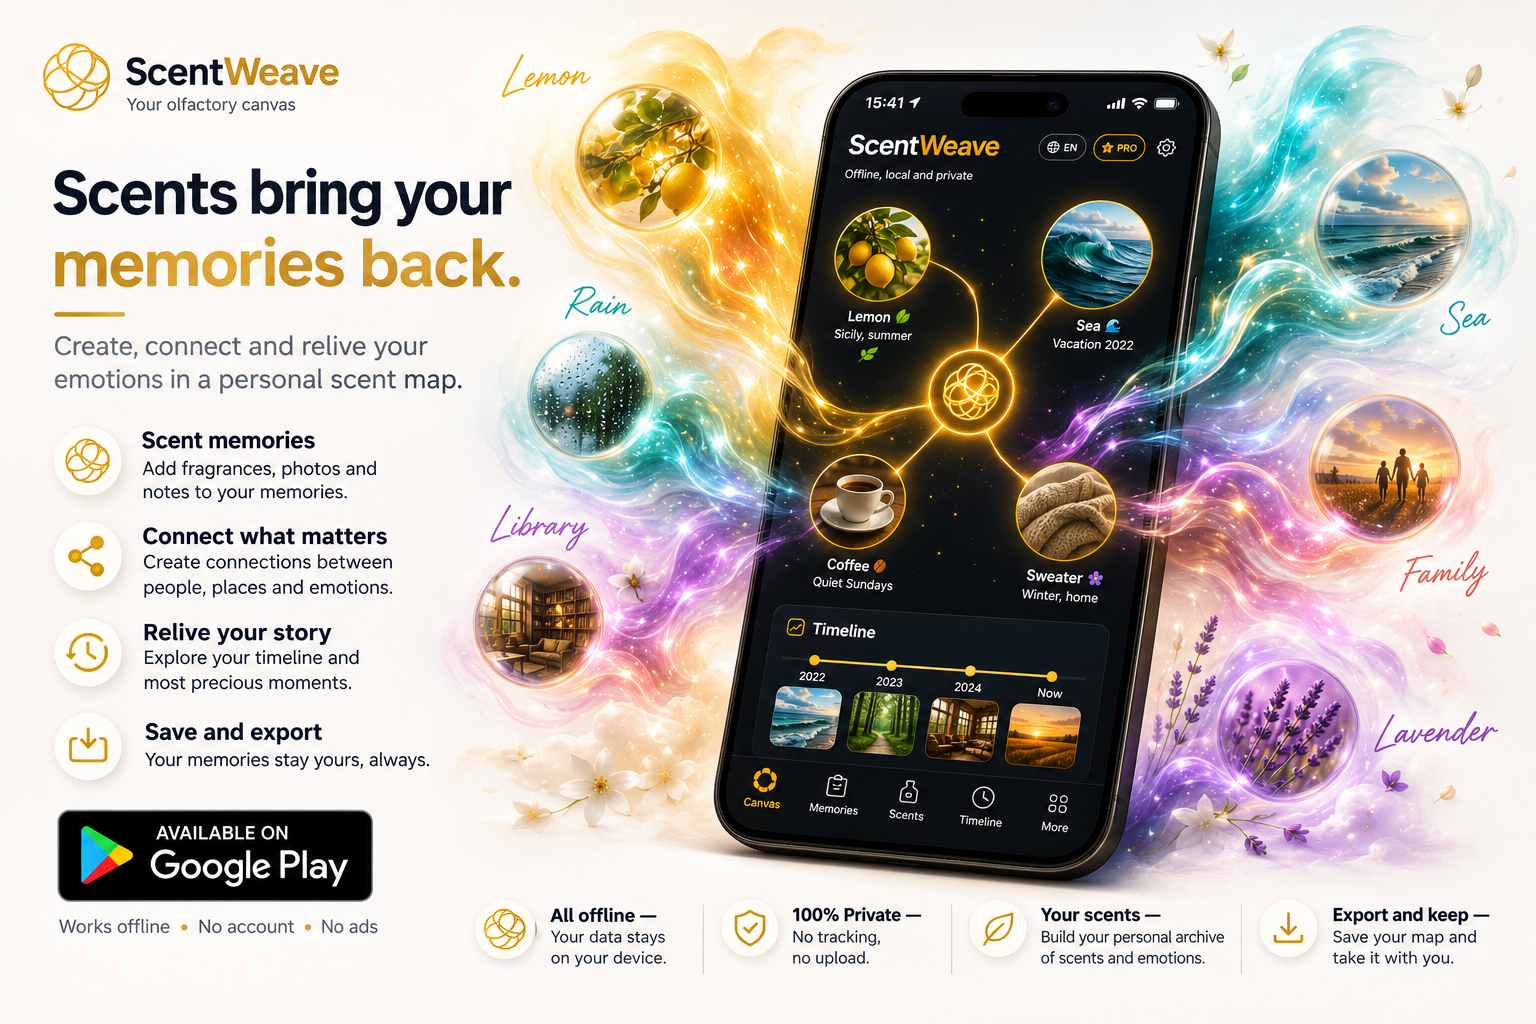 ScentWeave
Your olfactory canvas
Scents bring your
memories back.
Create, connect and relive your
emotions in a personal scent map.
Scent memories
Add fragrances, photos and
notes to your memories.
Connect what matters
Create connections between
people, places and emotions.
Relive your story
Explore your timeline and
most precious moments.
Save and export
Your memories stay yours, always.
AVAILABLE ON
Google Play
Works offline • No account • No ads
Lemon
Rain
Library
15:41
ScentWeave
EN
PRO
Offline, local and private
Lemon
Sicily, summer
Sea
Vacation 2022
Coffee
Quiet Sundays
Sweater
Winter, home
Timeline
2022
2023
2024
Now
Canvas
Memories
Scents
Timeline
More
Sea
Family
Lavender
All offline —
Your data stays
on your device.
100% Private —
No tracking,
no upload.
Your scents —
Build your personal archive
of scents and emotions.
Export and keep —
Save your map and
take it with you.